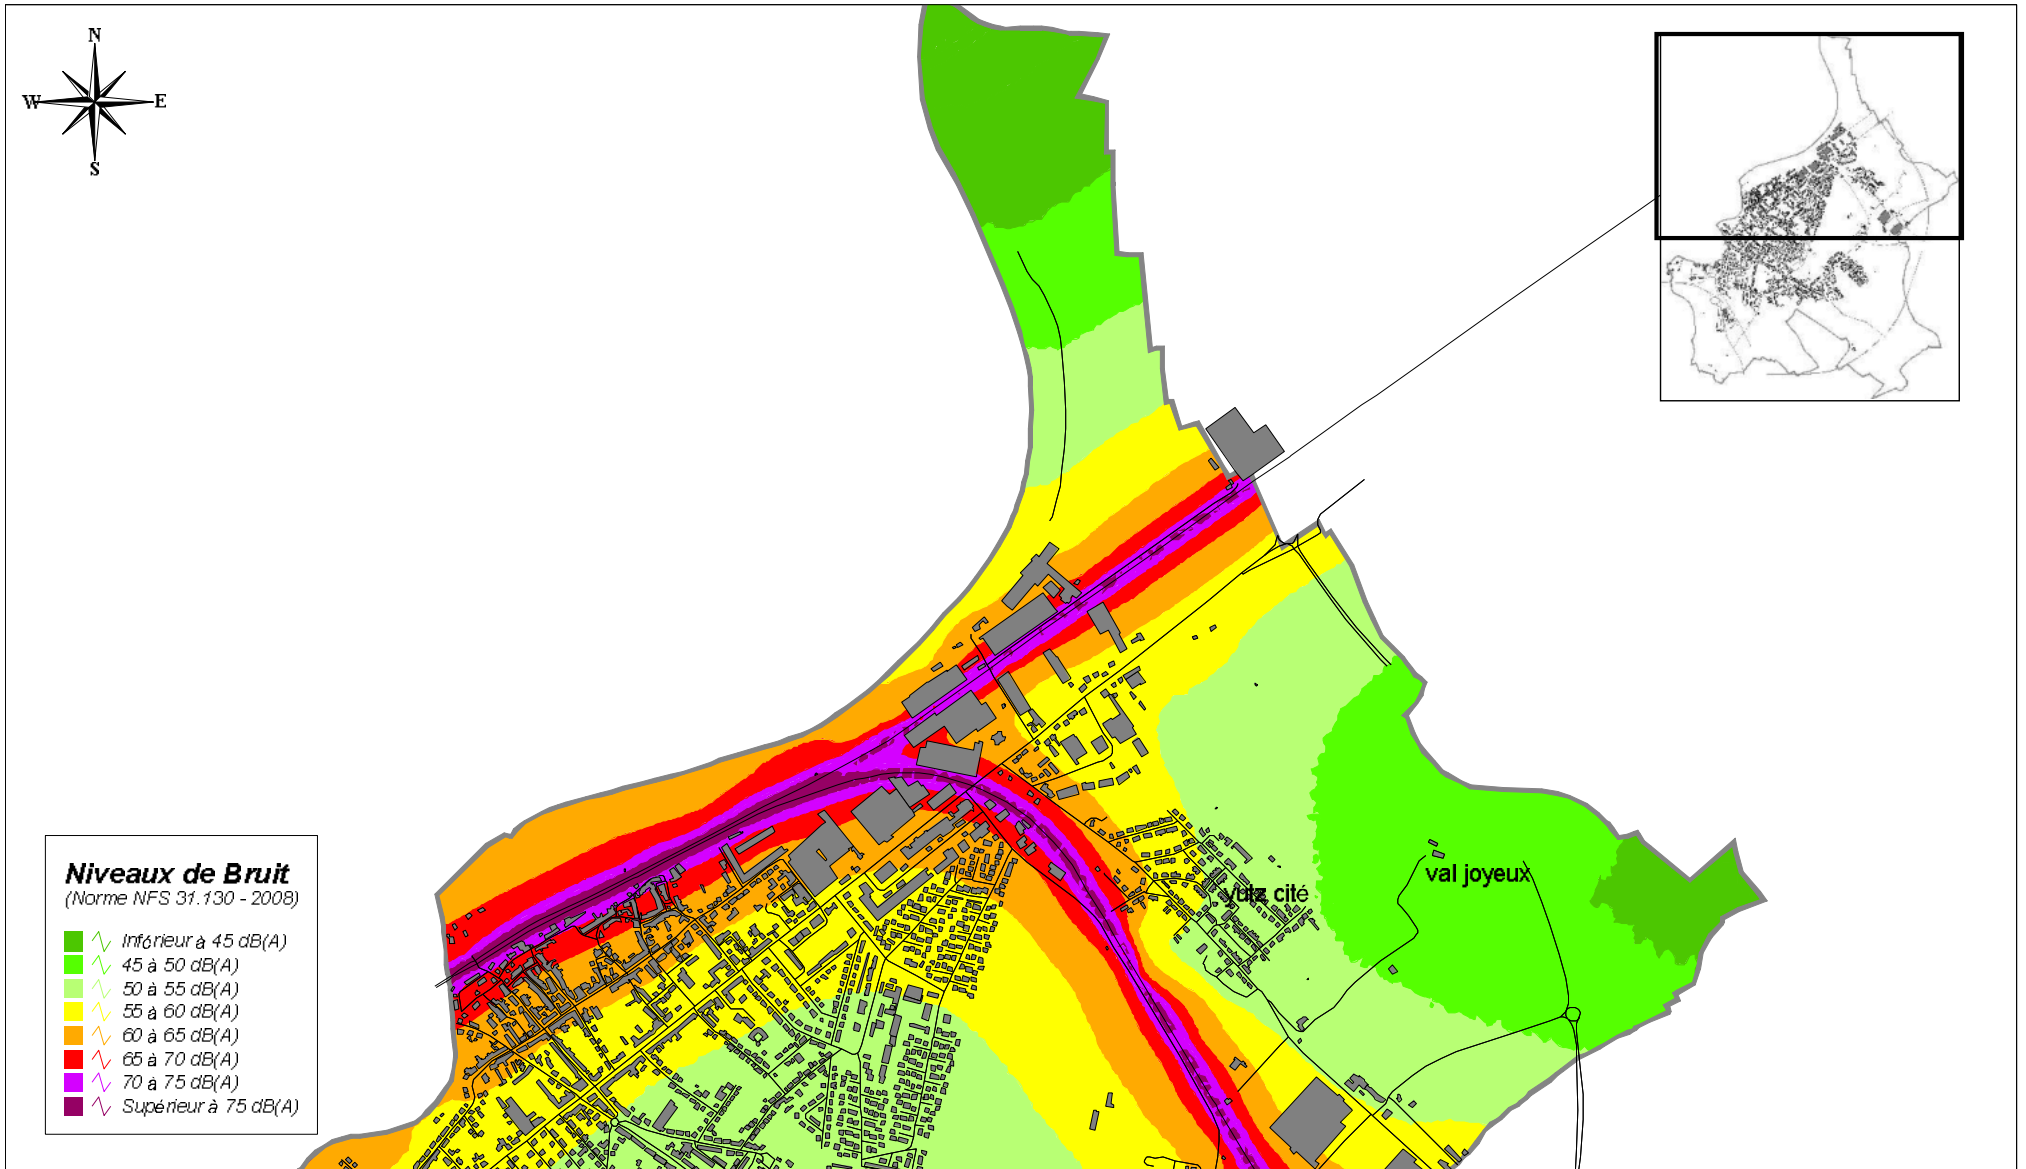 N
W E
S
val joyeux
yutz cité
Niveaux de Bruit
(Norme NFS 31.130 - 2008)
Inférieur à 45 dB(A)
45 à 50 dB(A)
50 à 55 dB(A)
55 à 60 dB(A)
60 à 65 dB(A)
65 à 70 dB(A)
70 à 75 dB(A)
Supérieur à 75 dB(A)